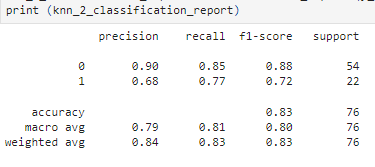 print (knn_2_classification_report)
precision recall f1-score support
0 0.90 0.85 0.88 54
1 0.68 0.77 0.72 22
accuracy 0.83 76
macro avg 0.79 0.81 0.80 76
weighted avg 0.84 0.83 0.83 76